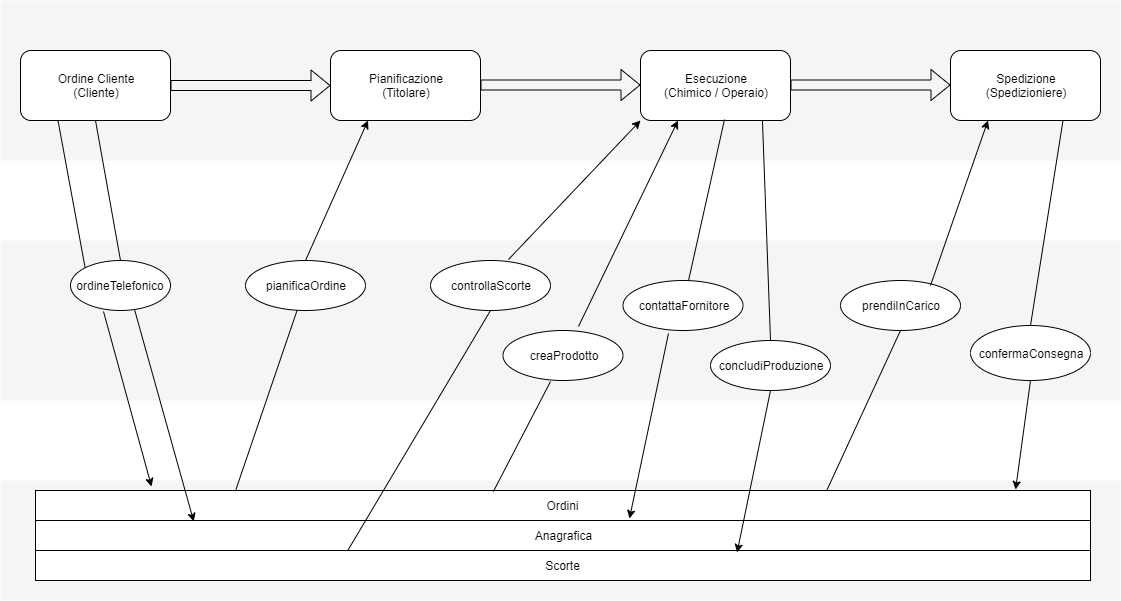 Ordine Cliente
(Cliente)
Pianificazione
(Titolare)
Esecuzione
(Chimico / Operaio)
Spedizione
(Spedizioniere)
ordineTelefonico
pianificaOrdine
controllaScorte
creaProdotto
contattaFornitore
concludiProduzione
prendiInCarico
confermaConsegna
Ordini
Anagrafica
Scorte